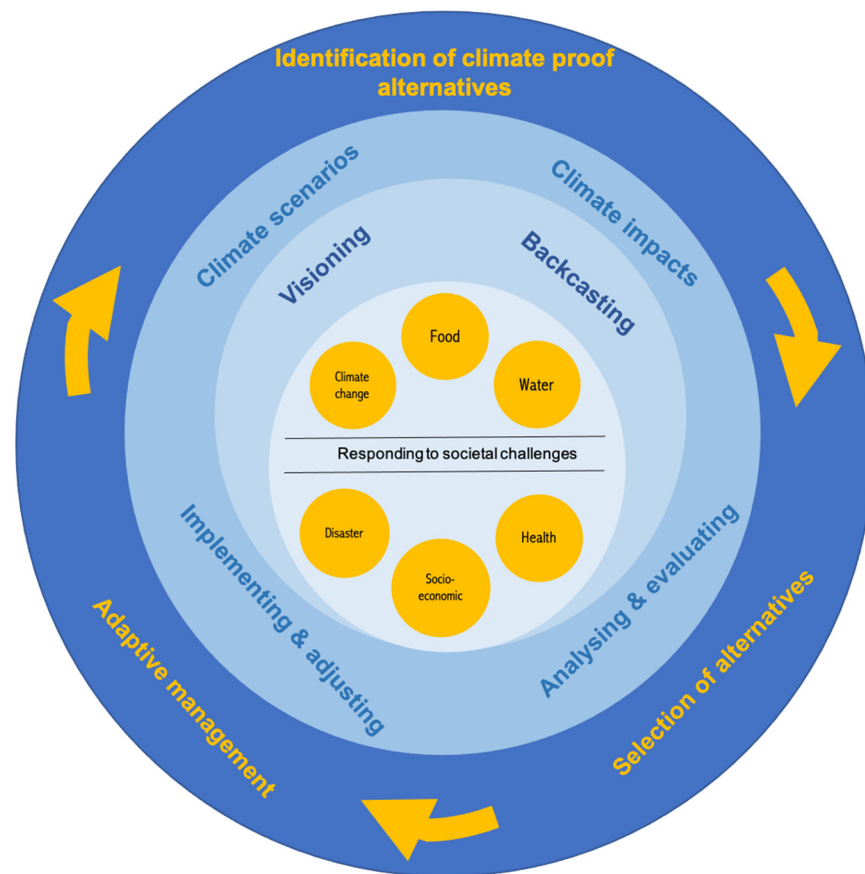 Identification of climate proof
alternatives
Climate scenarios
Climate impacts
Visioning
Backcasting
Food
Climate
change
Water
Responding to societal challenges
Disaster
Health
Socio-
economic
Implementing & adjusting
Analysing & evaluating
Adaptive management
Selection of alternatives